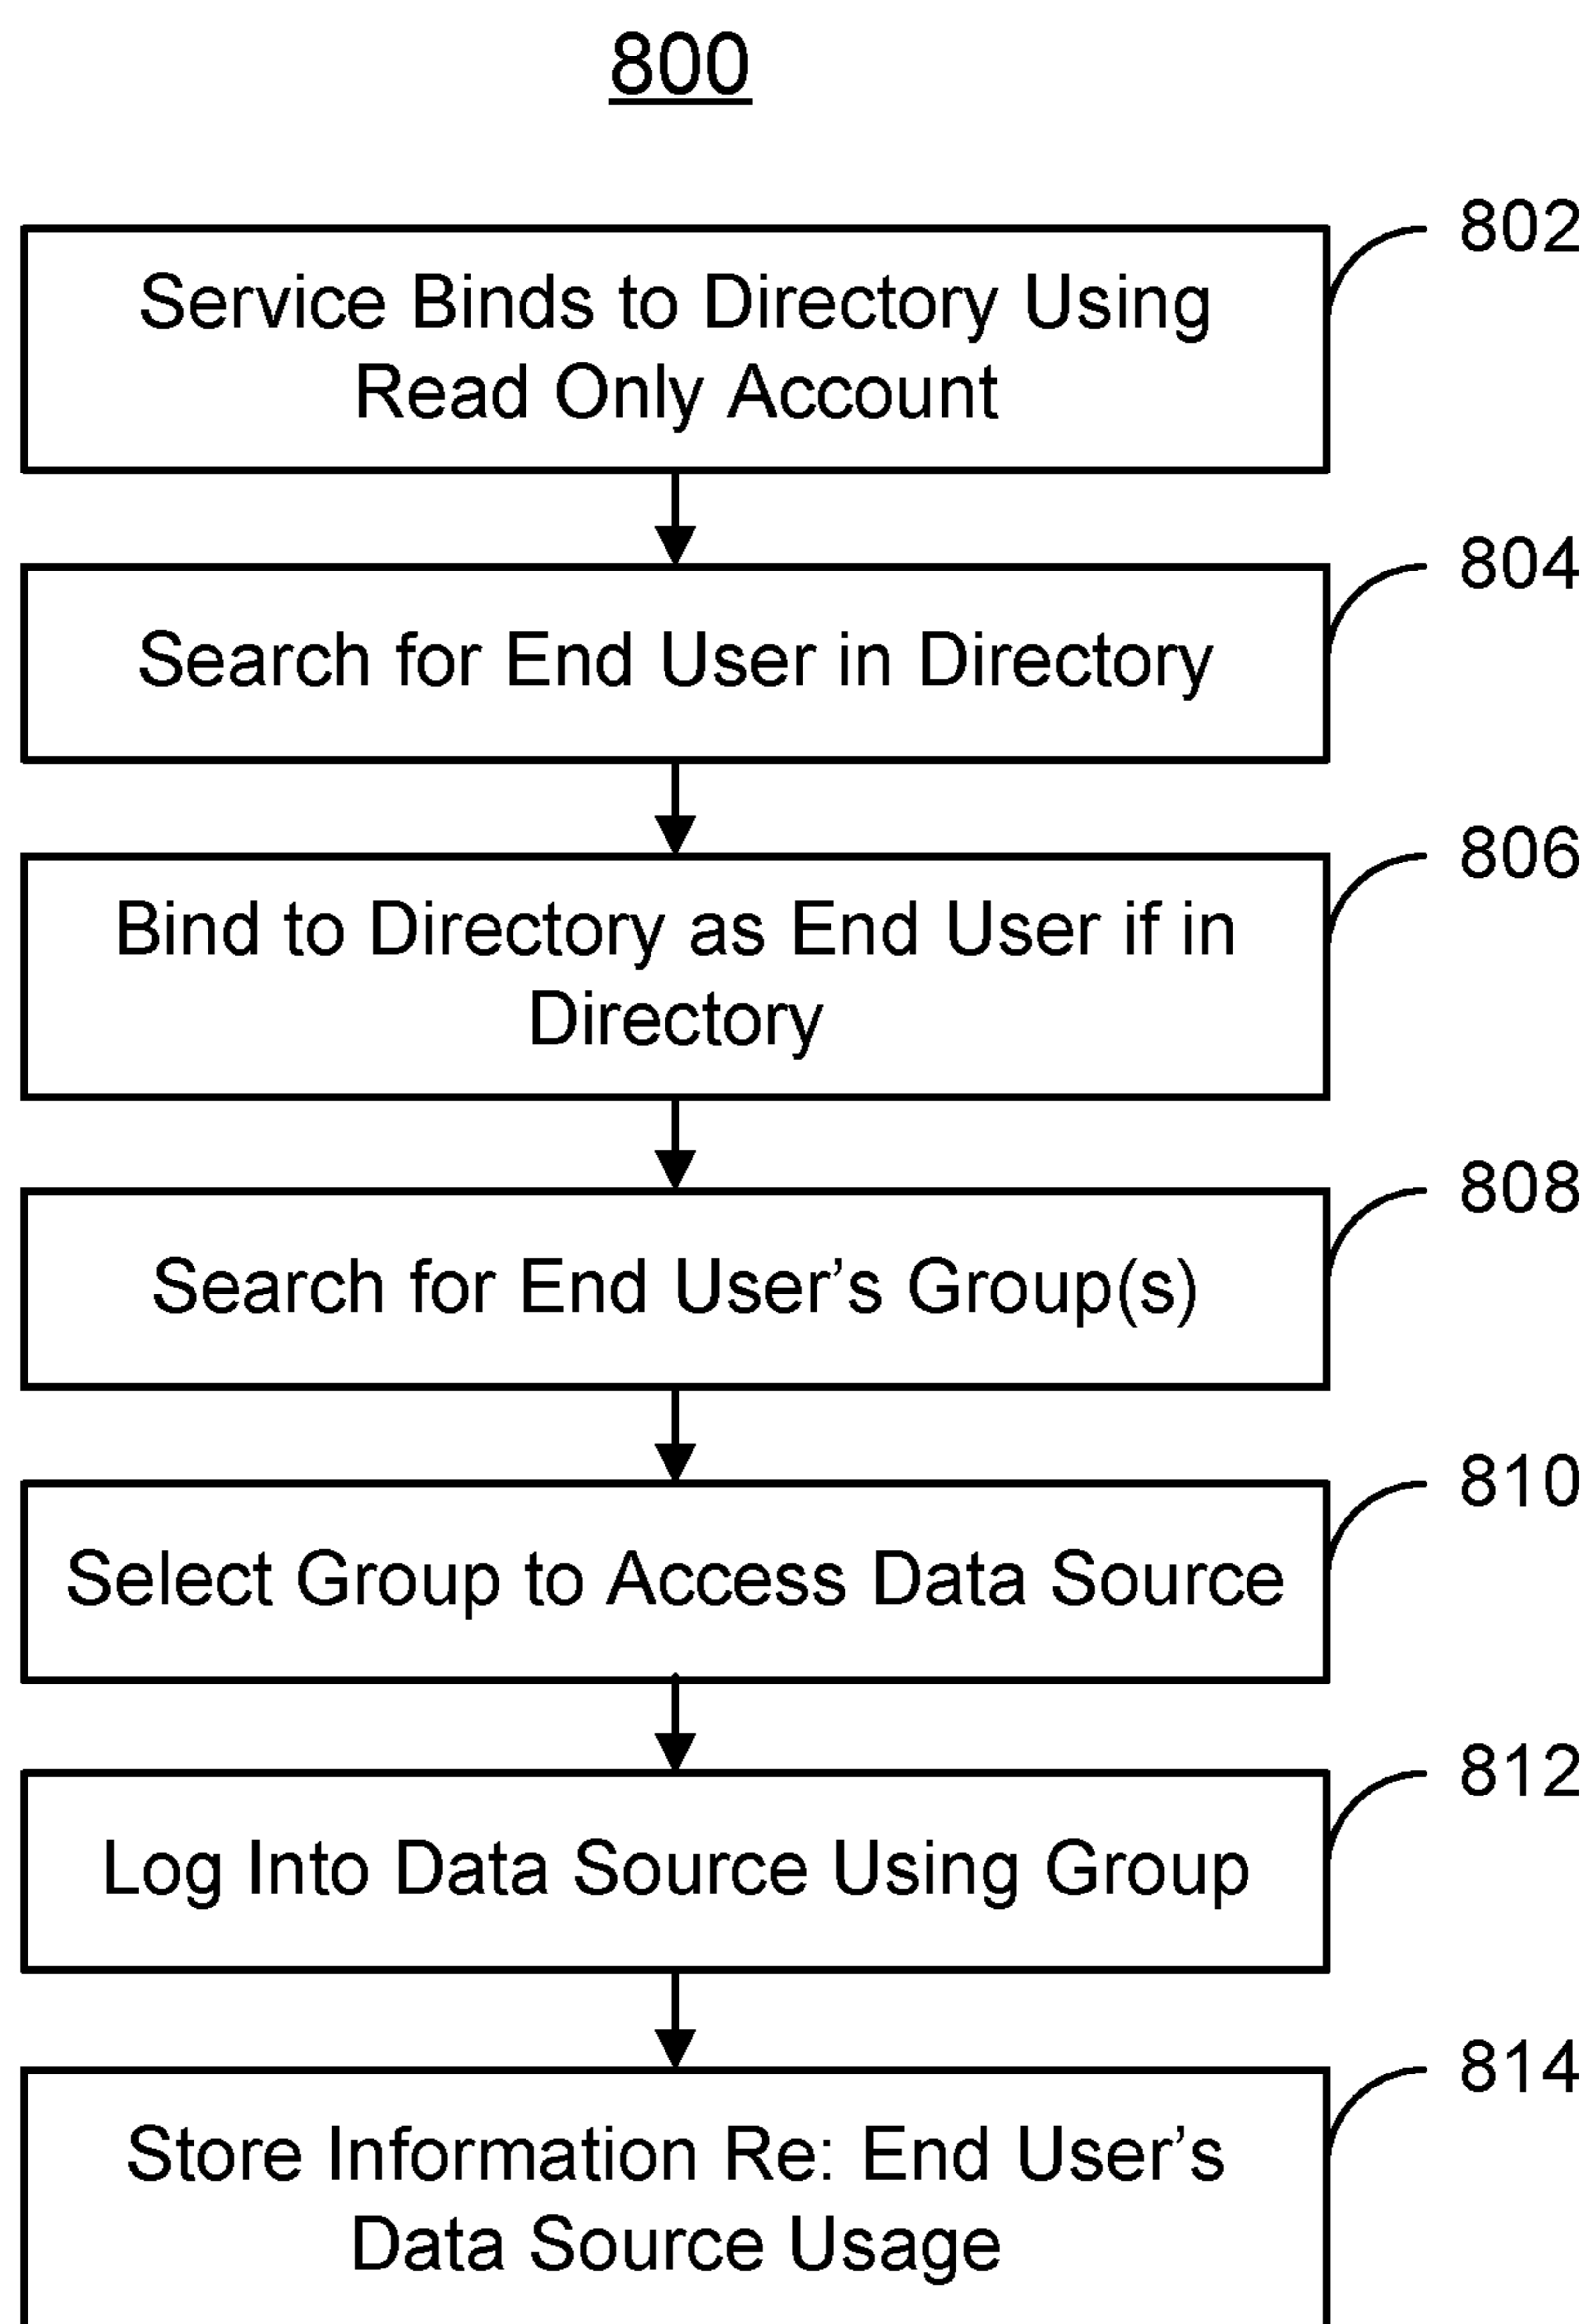 800
802
Service Binds to Directory Using
Read Only Account
804
Search for End User in Directory
806
Bind to Directory as End User if in
Directory
808
Search for End User’s Group(s)
810
Select Group to Access Data Source
812
Log Into Data Source Using Group
814
Store Information Re: End User’s
Data Source Usage